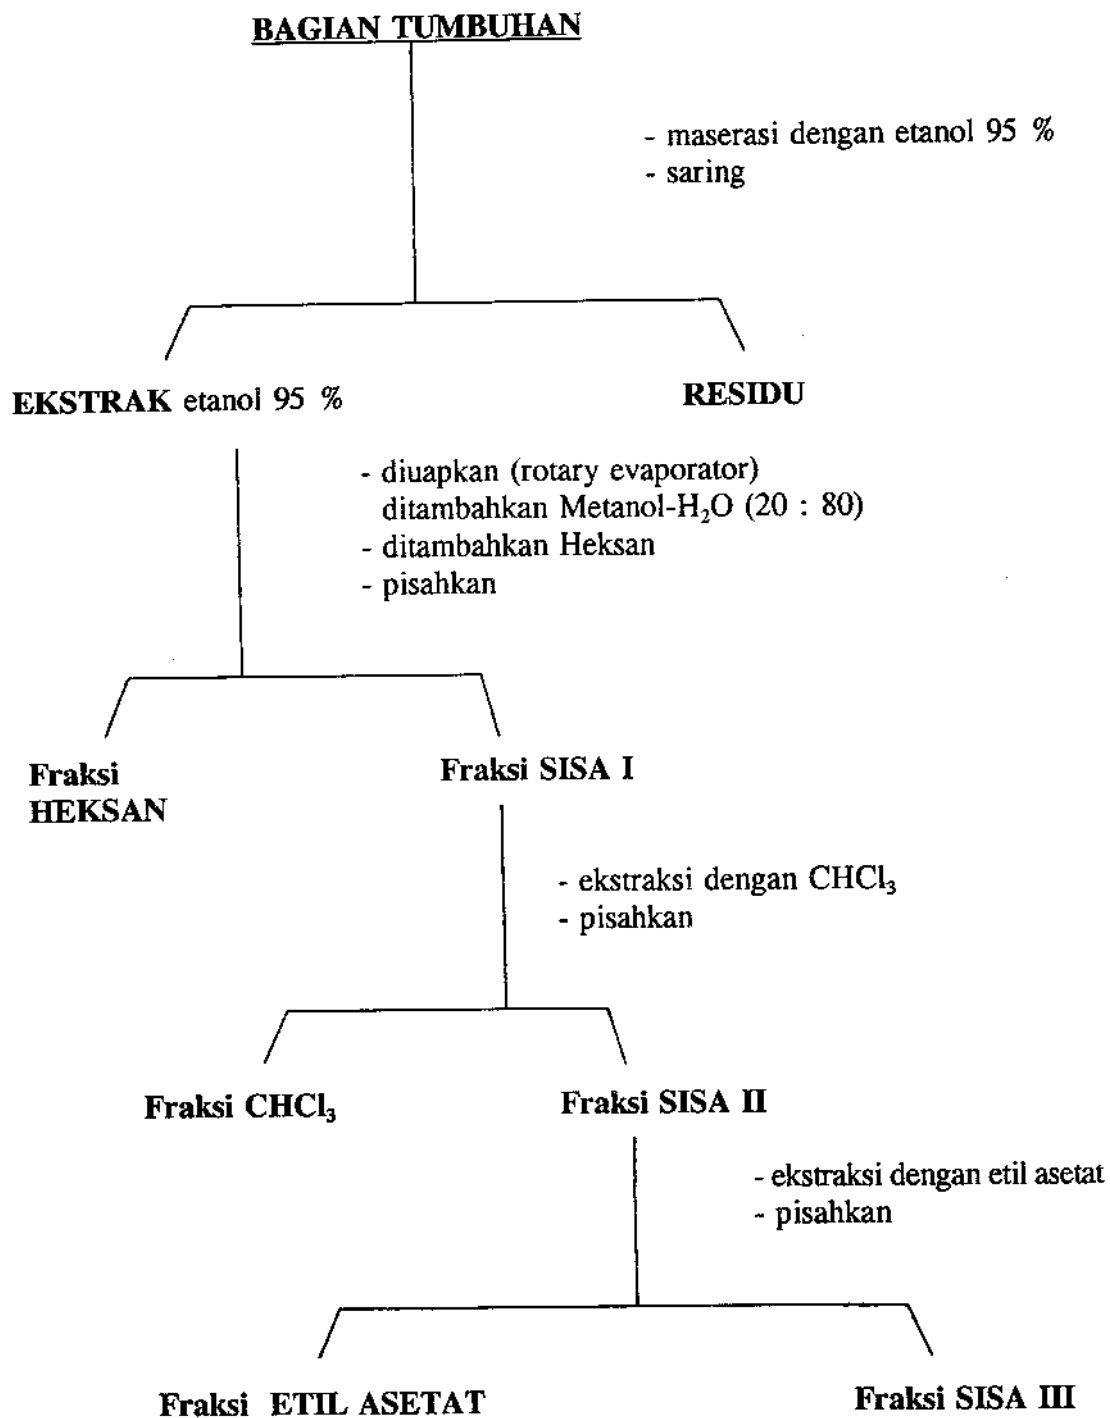 BAGIAN TUMBUHAN
- maserasi dengan etanol 95 %
- saring
EKSTRAK etanol 95 %
RESIDU
- diuapkan (rotary evaporator)
ditambahkan Metanol-H₂O (20 : 80)
- ditambahkan Heksan
- pisahkan
Fraksi
HEKSAN
Fraksi SISA I
- ekstraksi dengan CHCl₃
- pisahkan
Fraksi CHCl₃
Fraksi SISA II
- ekstraksi dengan etil asetat
- pisahkan
Fraksi ETIL ASETAT
Fraksi SISA III